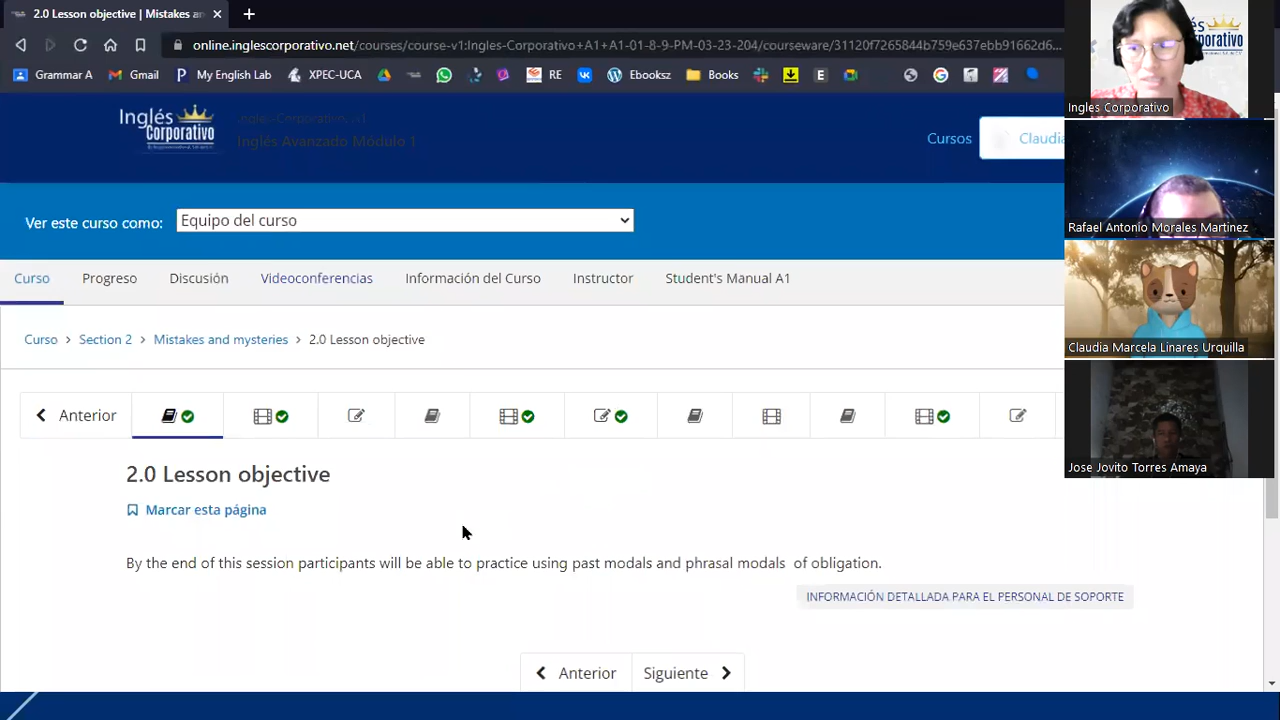 2.0 Lesson objective | Mistakes an
online.inglescorporativo.net/courses/course-v1:Ingles-Corporativo+A1+A1-01-8-9-PM-03-23-204/courseware/31120f7265844b759e637ebb91662d6...
Grammar A
Gmail
My English Lab
XPEC-UCA
RE
Ebooksz
Books
Inglés
Corporativo
Inglés Avanzado Módulo 1
Cursos
Claudia
Ver este curso como:
Equipo del curso
Curso
Progreso
Discusión
Videoconferencias
Información del Curso
Instructor
Student's Manual A1
Curso > Section 2 > Mistakes and mysteries > 2.0 Lesson objective
Anterior
2.0 Lesson objective
Marcar esta página
By the end of this session participants will be able to practice using past modals and phrasal modals of obligation.
INFORMACIÓN DETALLADA PARA EL PERSONAL DE SOPORTE
Anterior
Siguiente
Ingles Corporativo
Rafael Antonio Morales Martinez
Claudia Marcela Linares Urquilla
Jose Jovito Torres Amaya